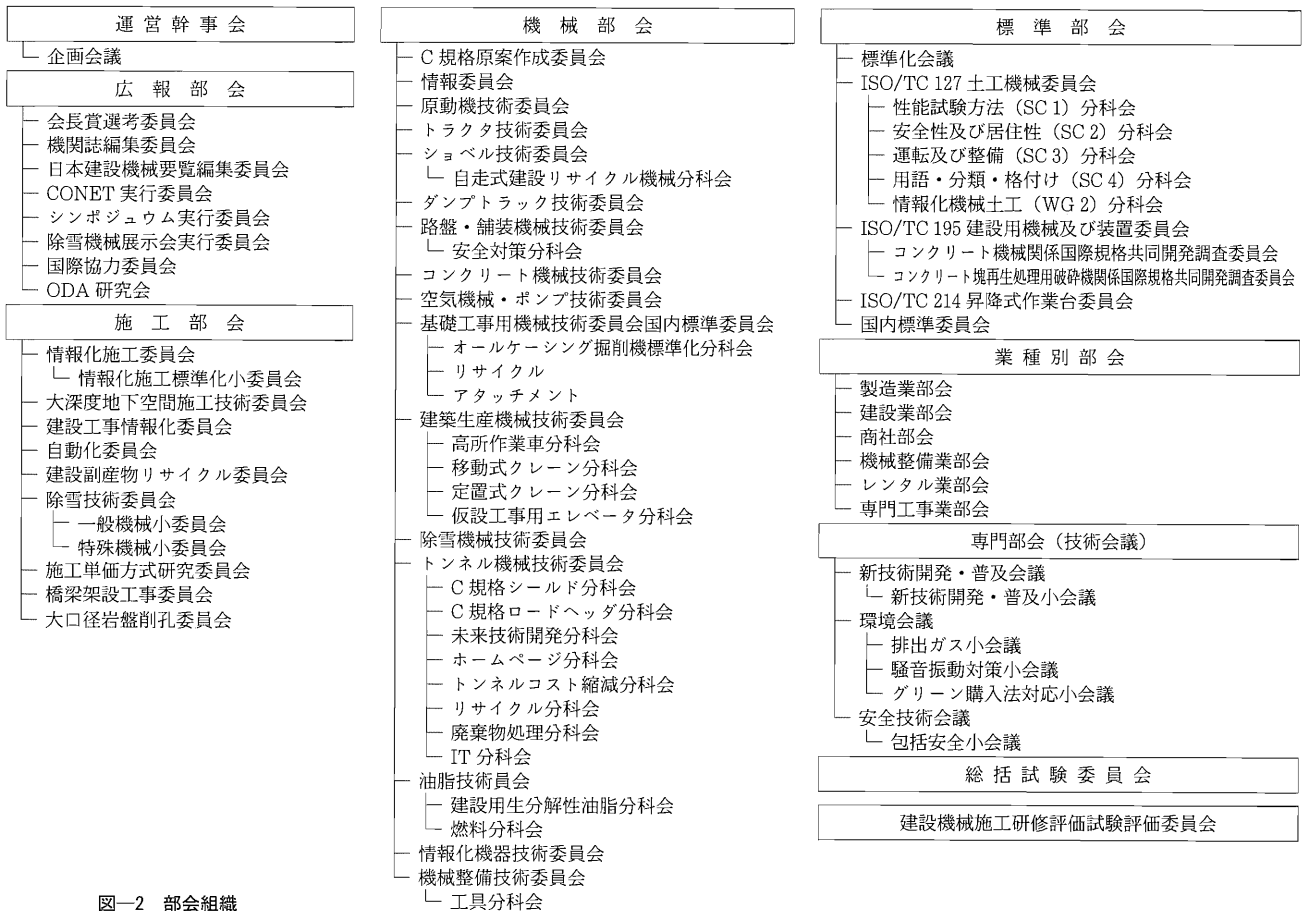 運営幹事会
企画会議
広報部会
会長賞選考委員会
機関誌編集委員会
日本建設機械要覧編集委員会
CONET 実行委員会
シンポジュウム実行委員会
除雪機械展示会実行委員会
国際協力委員会
ODA 研究会
施工部会
情報化施工委員会
情報化施工標準化小委員会
大深度地下空間施工技術委員会
建設工事情報化委員会
自動化委員会
建設副産物リサイクル委員会
除雪技術委員会
一般機械小委員会
特殊機械小委員会
施工単価方式研究委員会
橋梁架設工事委員会
大口径岩盤削孔委員会
図―2 部会組織
機械部会
C 規格原案作成委員会
情報委員会
原動機技術委員会
トラクタ技術委員会
ショベル技術委員会
自走式建設リサイクル機械分科会
ダンプトラック技術委員会
路盤・舗装機械技術委員会
安全対策分科会
コンクリート機械技術委員会
空気機械・ポンプ技術委員会
基礎工事用機械技術委員会国内標準委員会
オールケーシング掘削機標準化分科会
リサイクル
アタッチメント
建築生産機械技術委員会
高所作業車分科会
移動式クレーン分科会
定置式クレーン分科会
仮設工事用エレベータ分科会
除雪機械技術委員会
トンネル機械技術委員会
C 規格シールド分科会
C 規格ロードヘッダ分科会
未来技術開発分科会
ホームページ分科会
トンネルコスト縮減分科会
リサイクル分科会
廃棄物処理分科会
IT 分科会
油脂技術員会
建設用生分解性油脂分科会
燃料分科会
情報化機器技術委員会
機械整備技術委員会
工具分科会
標準部会
標準化会議
ISO/TC 127 土工機械委員会
性能試験方法（SC 1）分科会
安全性及び居住性（SC 2）分科会
運転及び整備（SC 3）分科会
用語・分類・格付け（SC 4）分科会
情報化機械土工（WG 2）分科会
ISO/TC 195 建設用機械及び装置委員会
コンクリート機械関係国際規格共同開発調査委員会
コンクリート塊再生処理用破砕機関係国際規格共同開発調査委員会
ISO/TC 214 昇降式作業台委員会
国内標準委員会
業種別部会
製造業部会
建設業部会
商社部会
機械整備業部会
レンタル業部会
専門工事業部会
専門部会（技術会議）
新技術開発・普及会議
新技術開発・普及小会議
環境会議
排出ガス小会議
騒音振動対策小会議
グリーン購入法対応小会議
安全技術会議
包括安全小会議
総括試験委員会
建設機械施工研修評価試験評価委員会